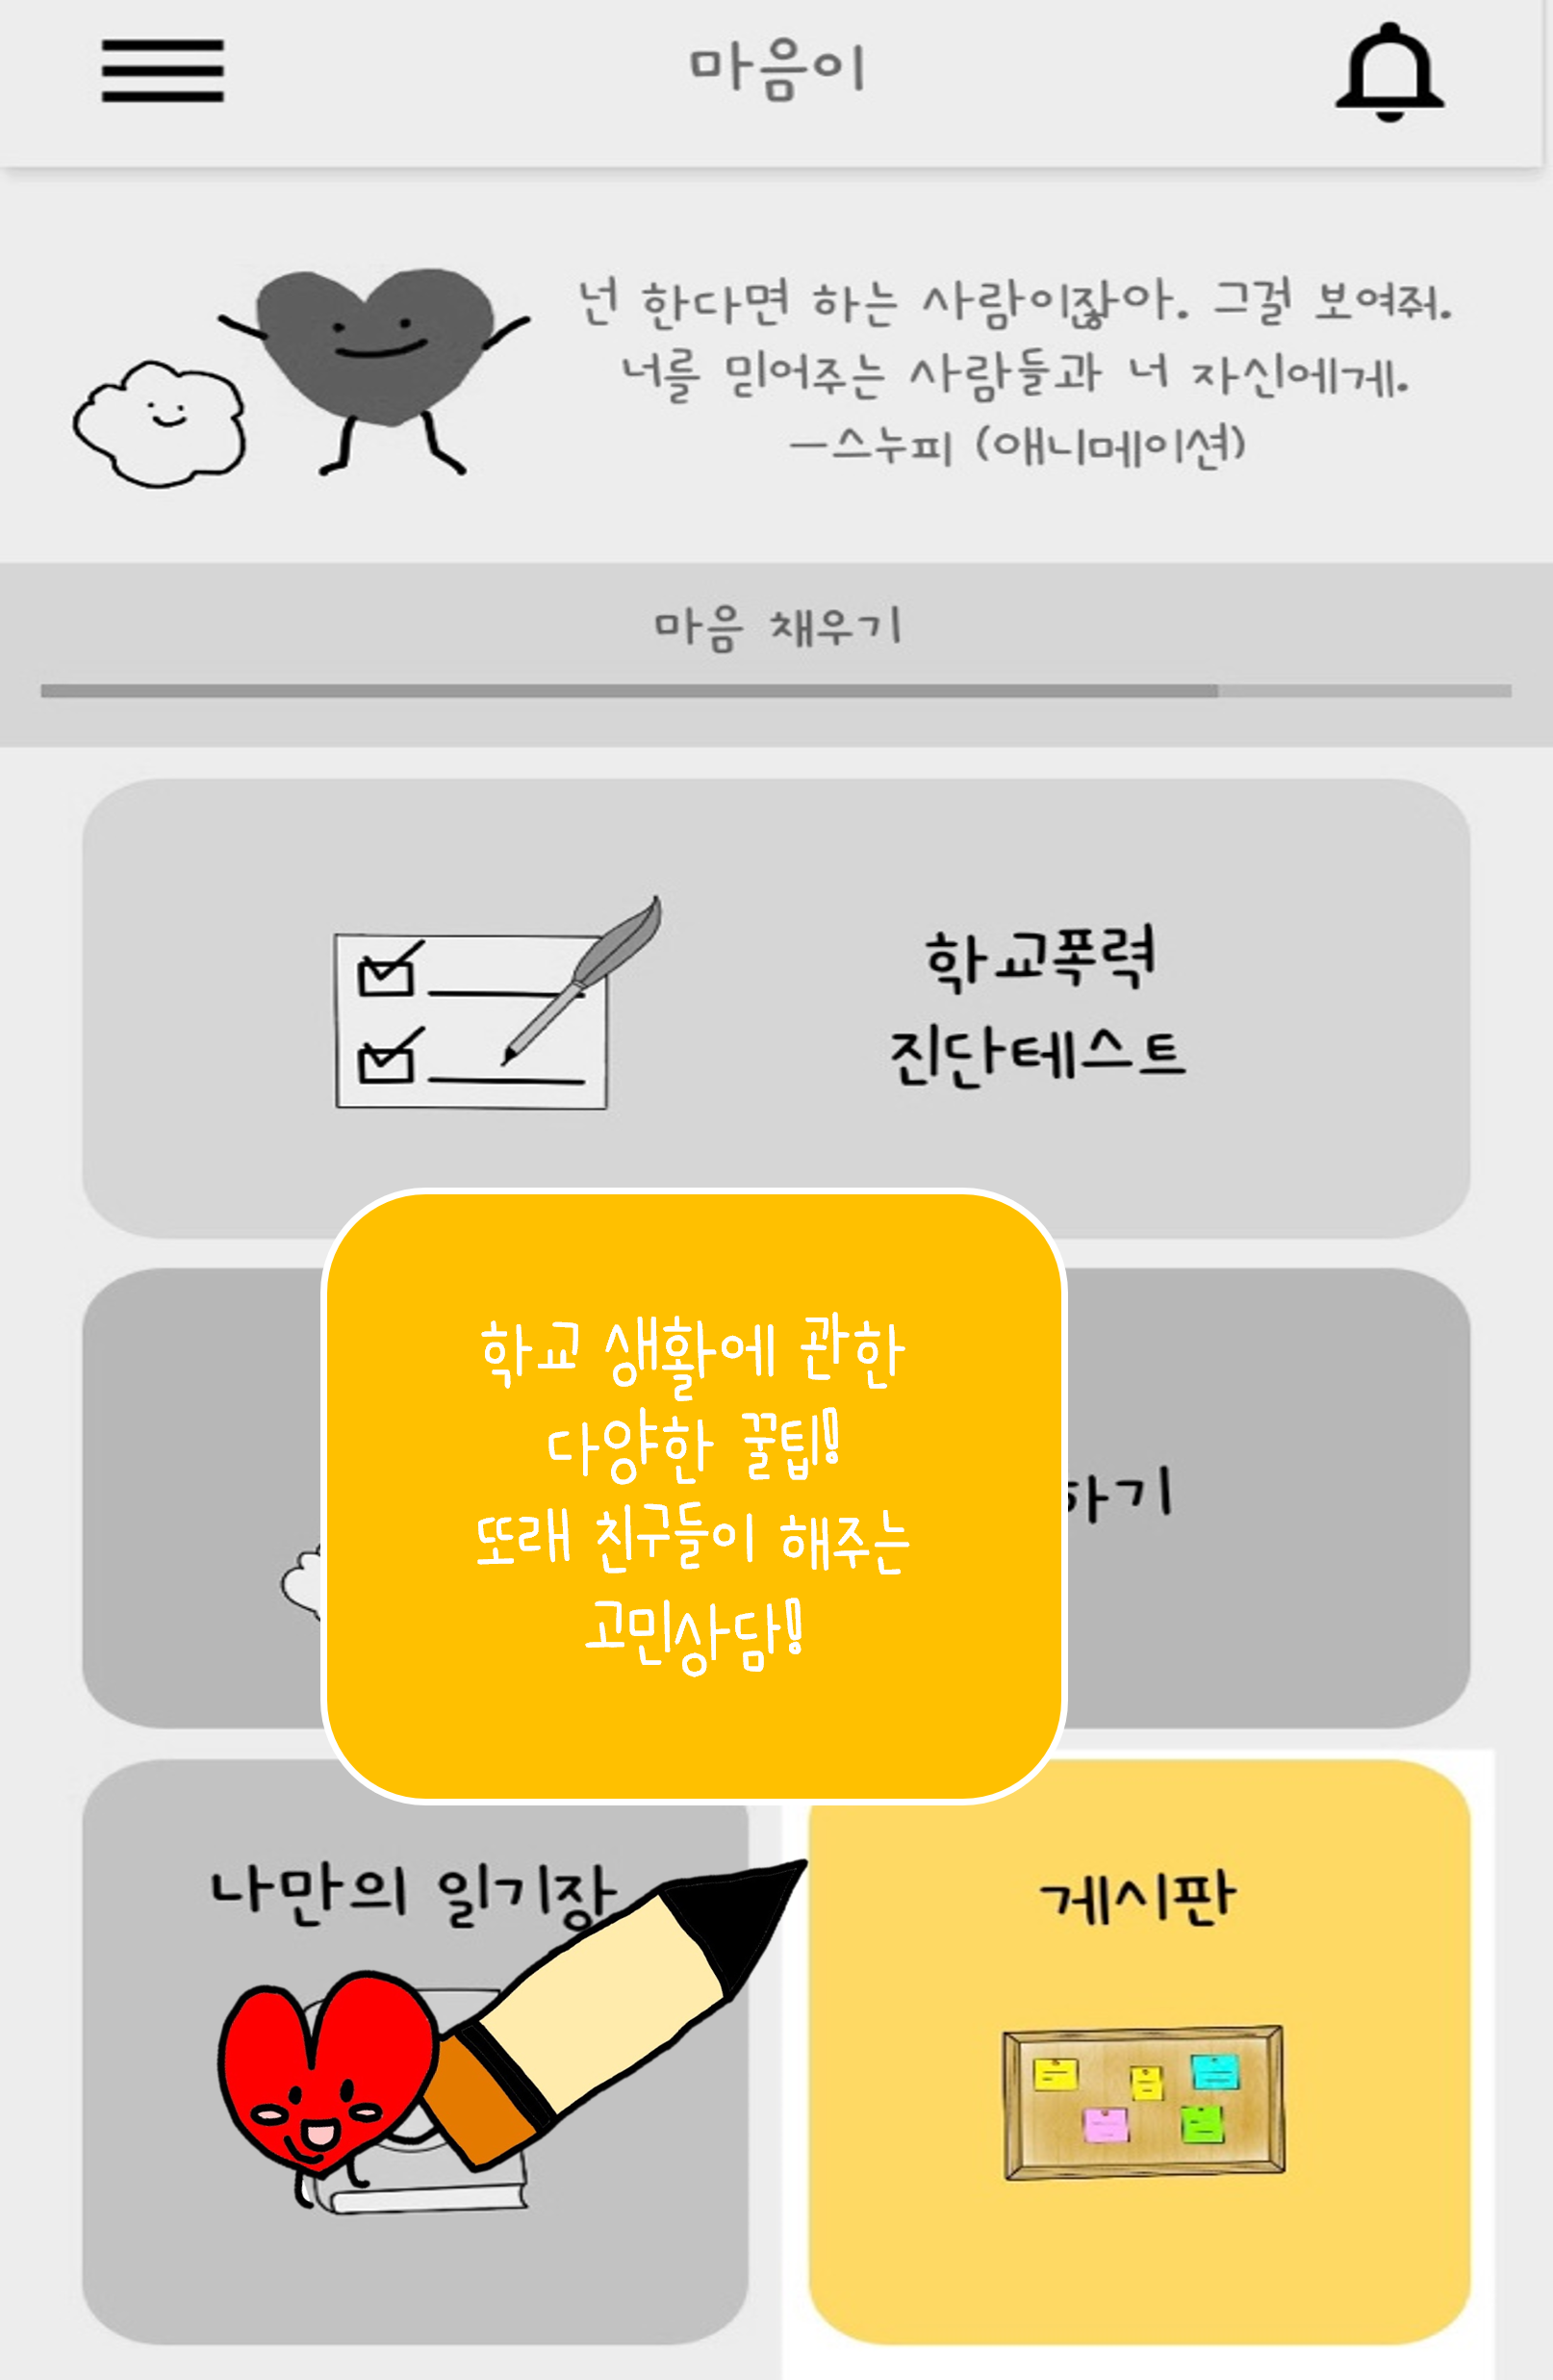 마음이
넌 한다면 하는 사람이잖아. 그걸 보여줘.
너를 믿어주는 사람들과 너 자신에게.
—스누피 (애니메이션)
마음 채우기
학교폭력
진단테스트
학교 생활에 관한
다양한 꿀팁!
또래 친구들이 해주는
고민상담!
하기
나만의 일기장
게시판